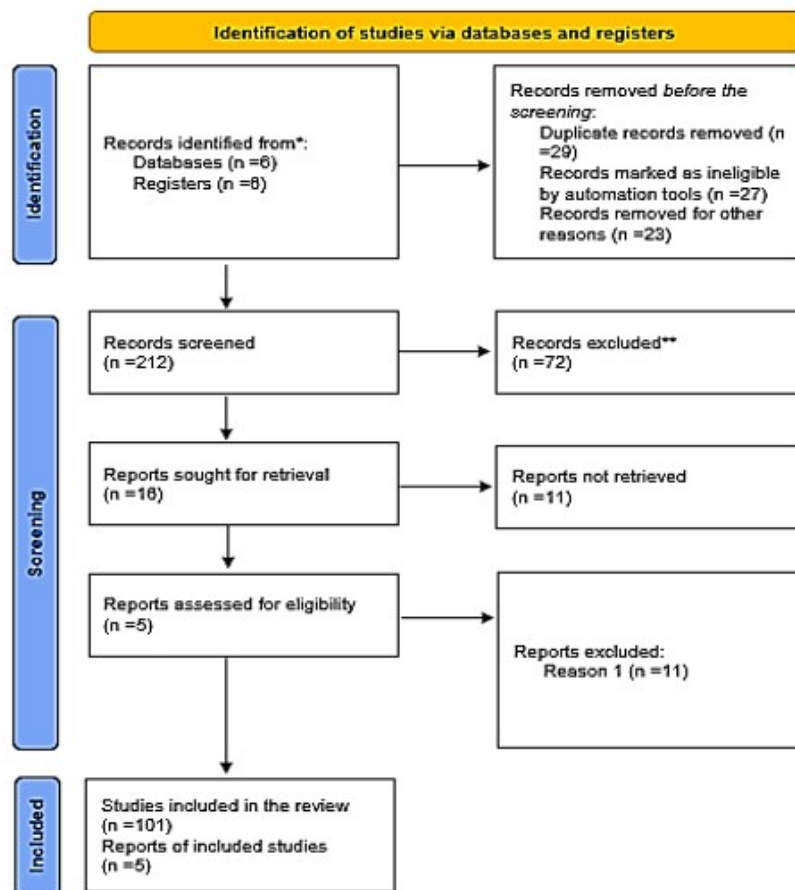 Identification of studies via databases and registers
Identification
Records identified from*:
Databases (n =6)
Registers (n =6)
Records removed before the
screening:
Duplicate records removed (n
=29)
Records marked as ineligible
by automation tools (n =27)
Records removed for other
reasons (n =23)
Screening
Records screened
(n =212)
Records excluded**
(n =72)
Reports sought for retrieval
(n =16)
Reports not retrieved
(n =11)
Reports assessed for eligibility
(n =5)
Reports excluded:
Reason 1 (n =11)
Included
Studies included in the review
(n =101)
Reports of included studies
(n =5)